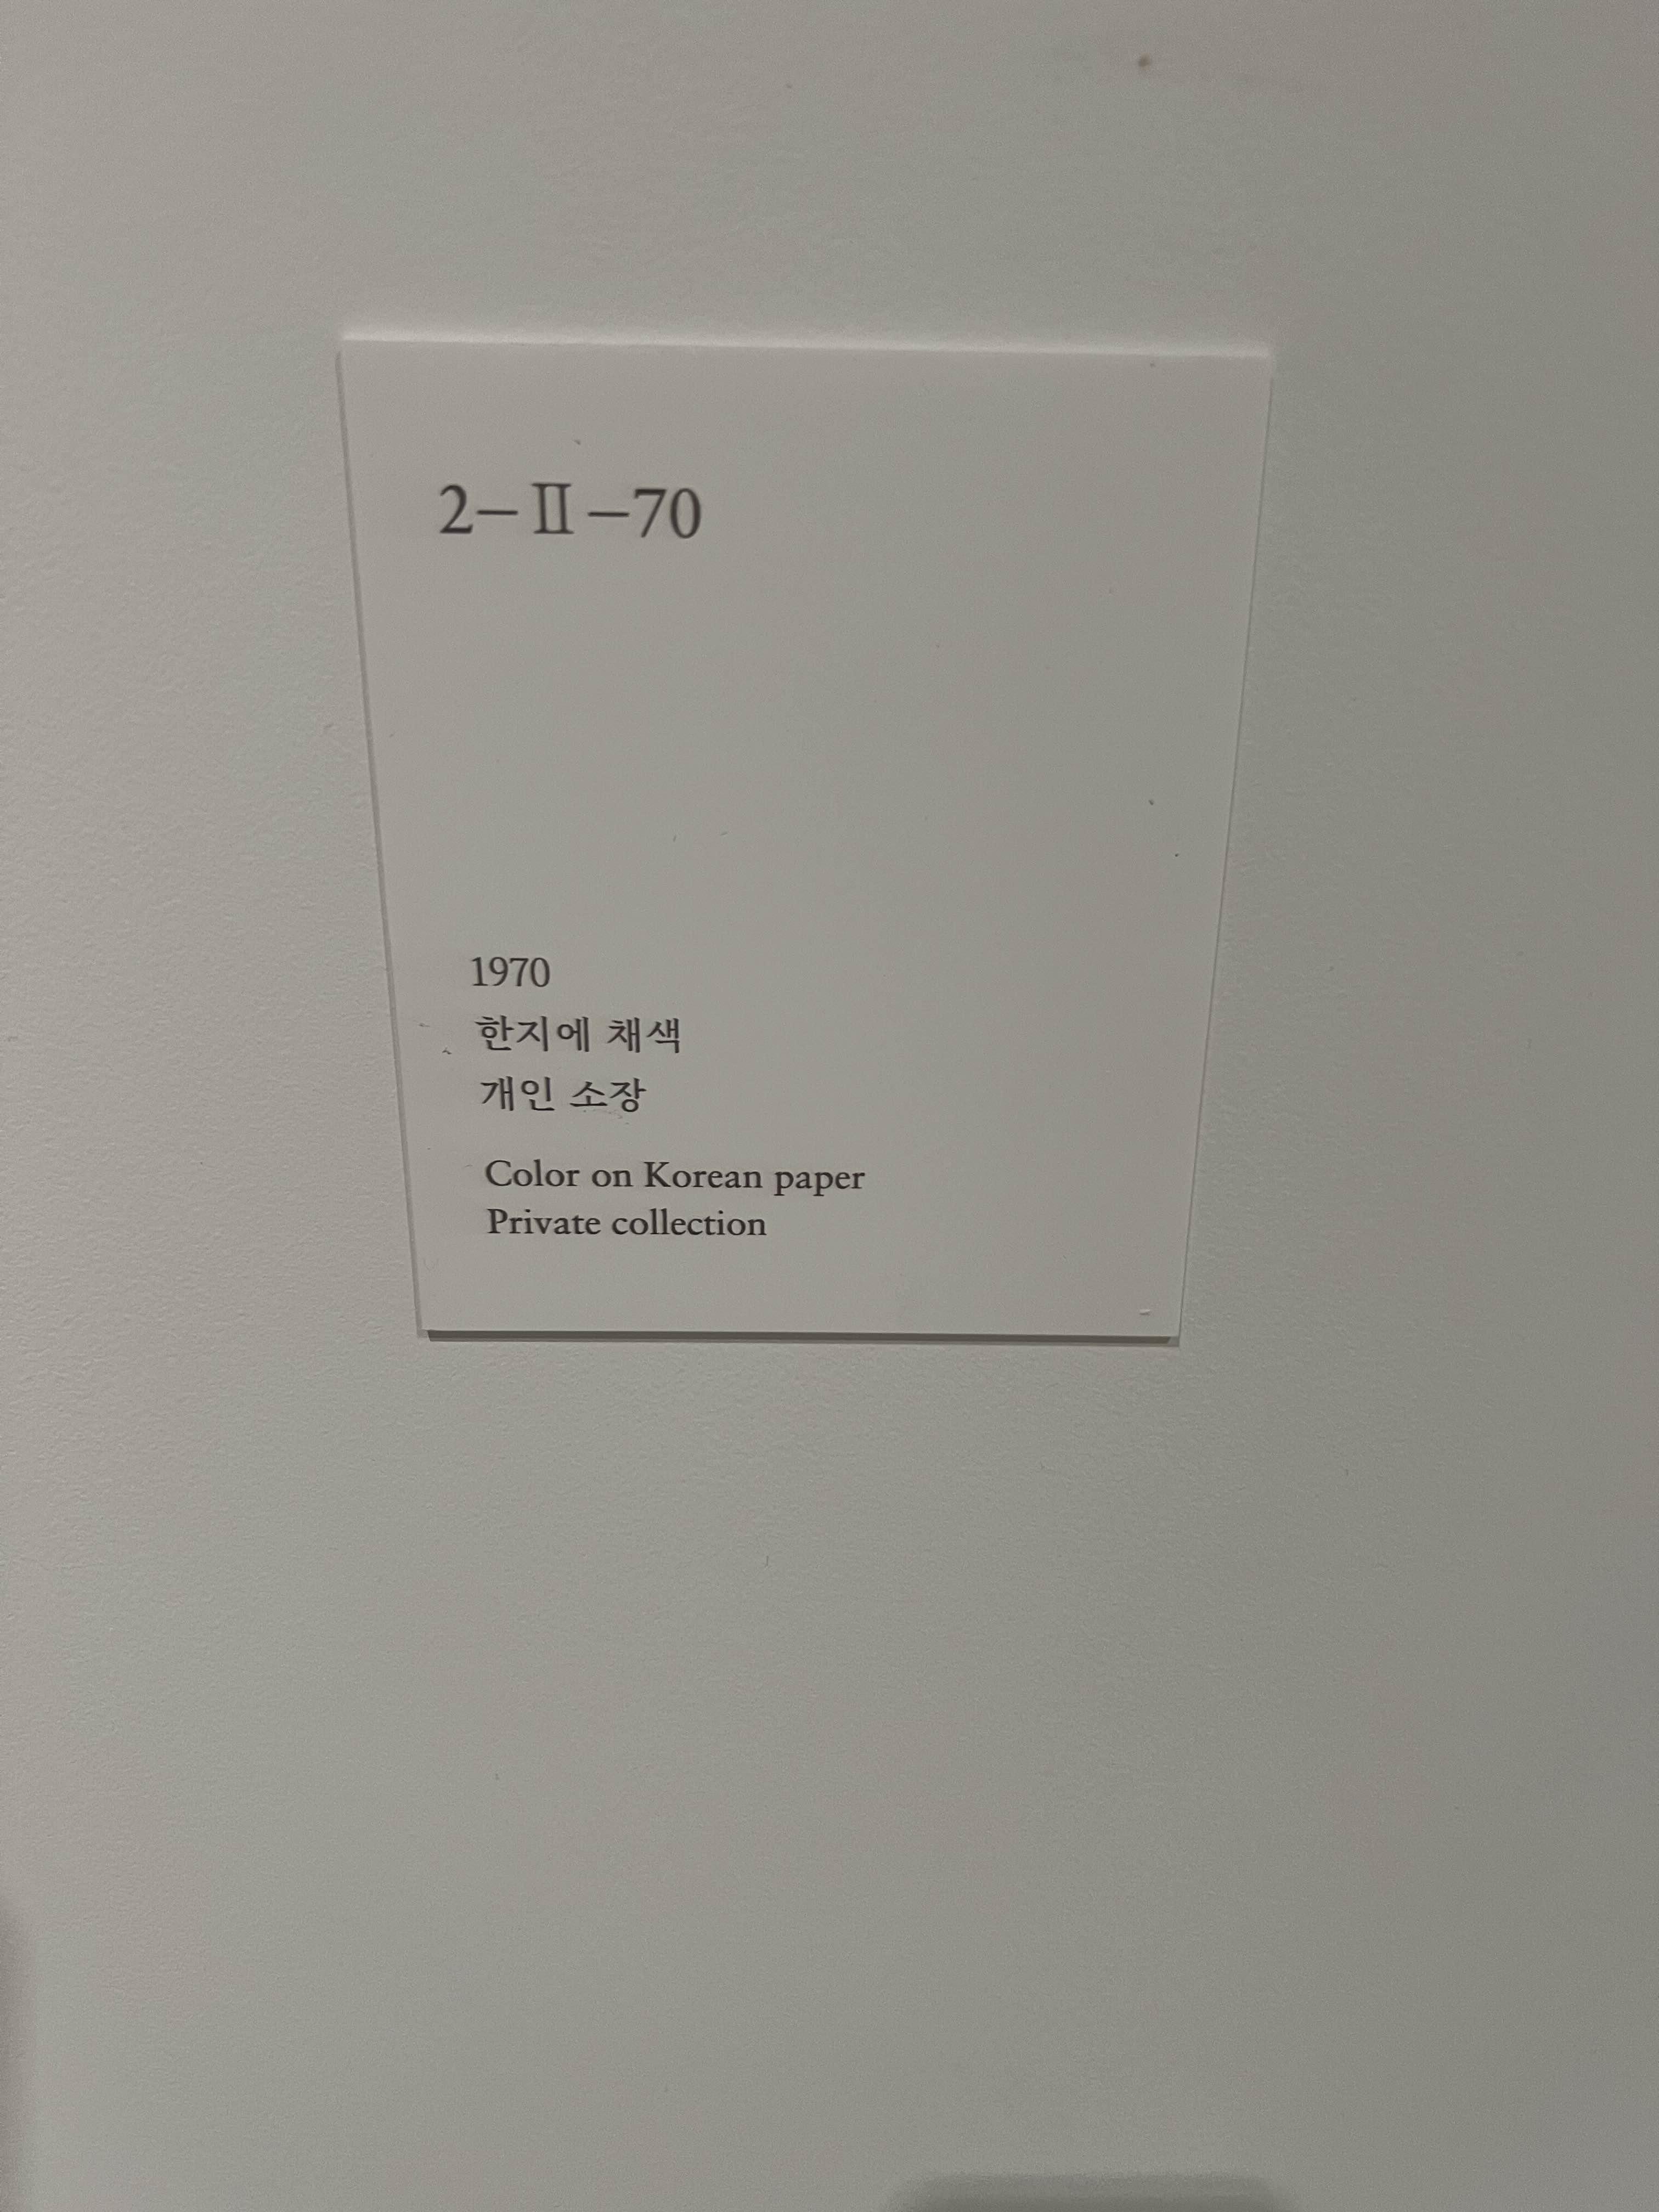 2-Ⅱ-70
1970
한지에 채색
개인 소장
Color on Korean paper
Private collection